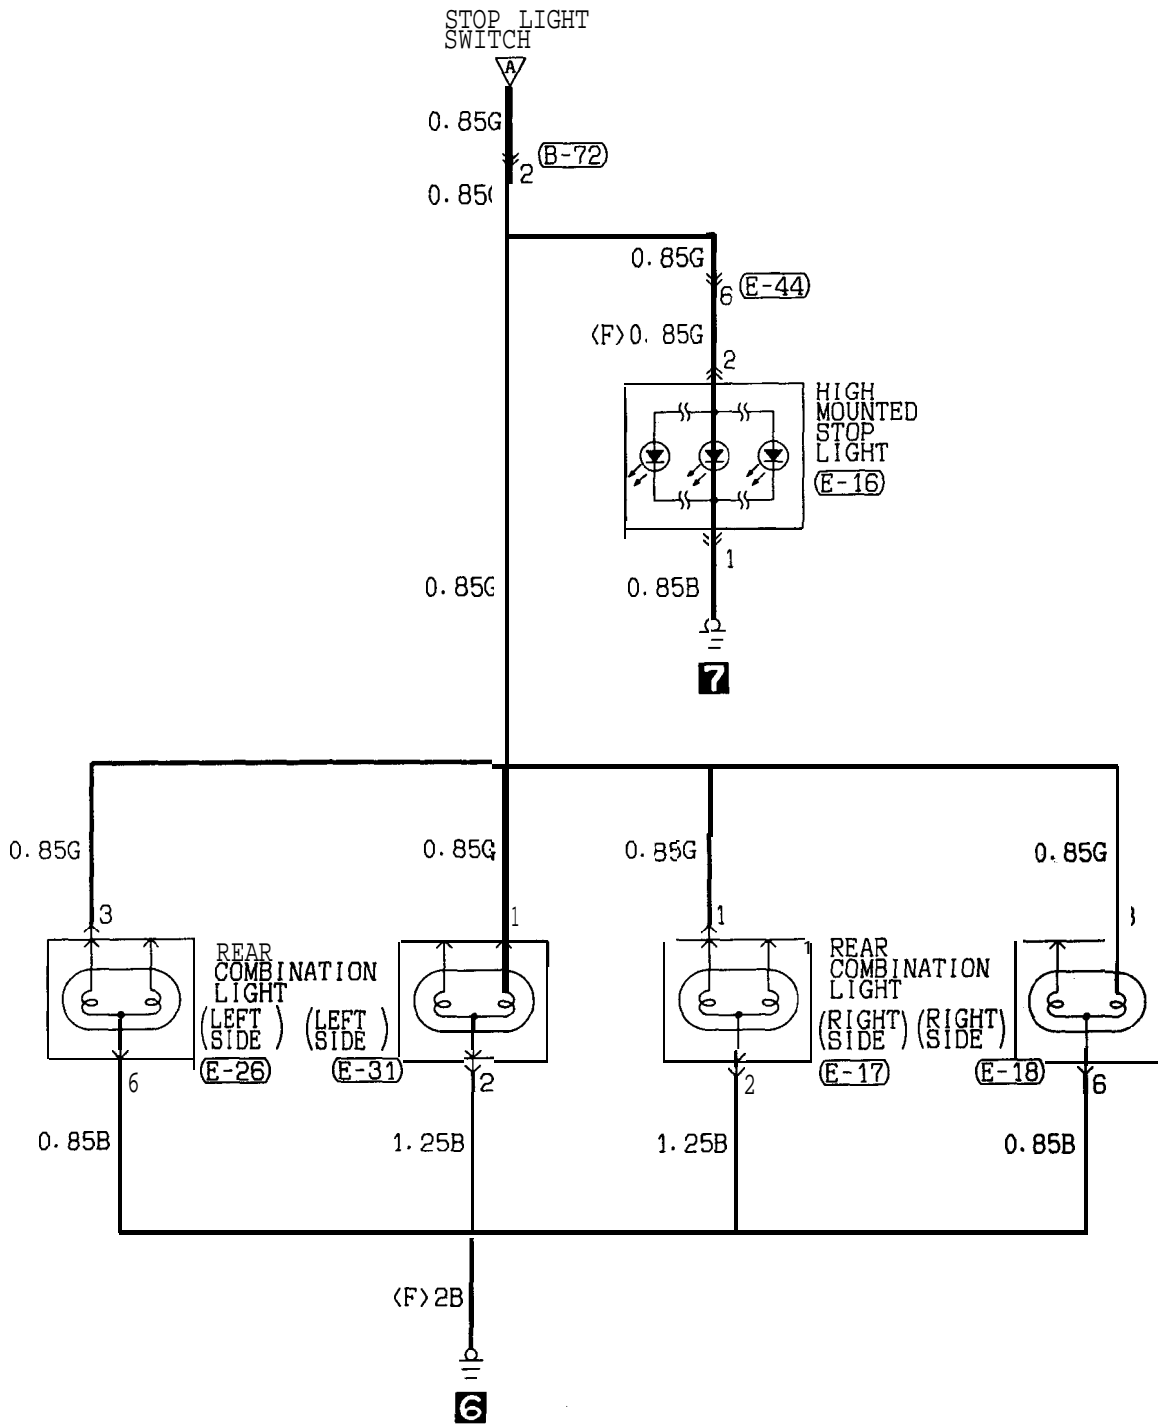 STOP LIGHT
SWITCH
A
0.85G
B-72
2
0.85(
0.85G
6
E-44
<F>0.85G
2
HIGH
MOUNTED
STOP
LIGHT
E-16
1
0.85G
0.85B
7
0.85G
0.85G
0.85G
0.85G
3
1
1
REAR
COMBINATION
LIGHT
(LEFT
SIDE)
(LEFT
SIDE)
E-26
E-31
REAR
COMBINATION
LIGHT
(RIGHT
SIDE)
(RIGHT
SIDE)
E-17
E-18
6
2
2
6
0.85B
1.25B
1.25B
0.85B
<F>2B
6